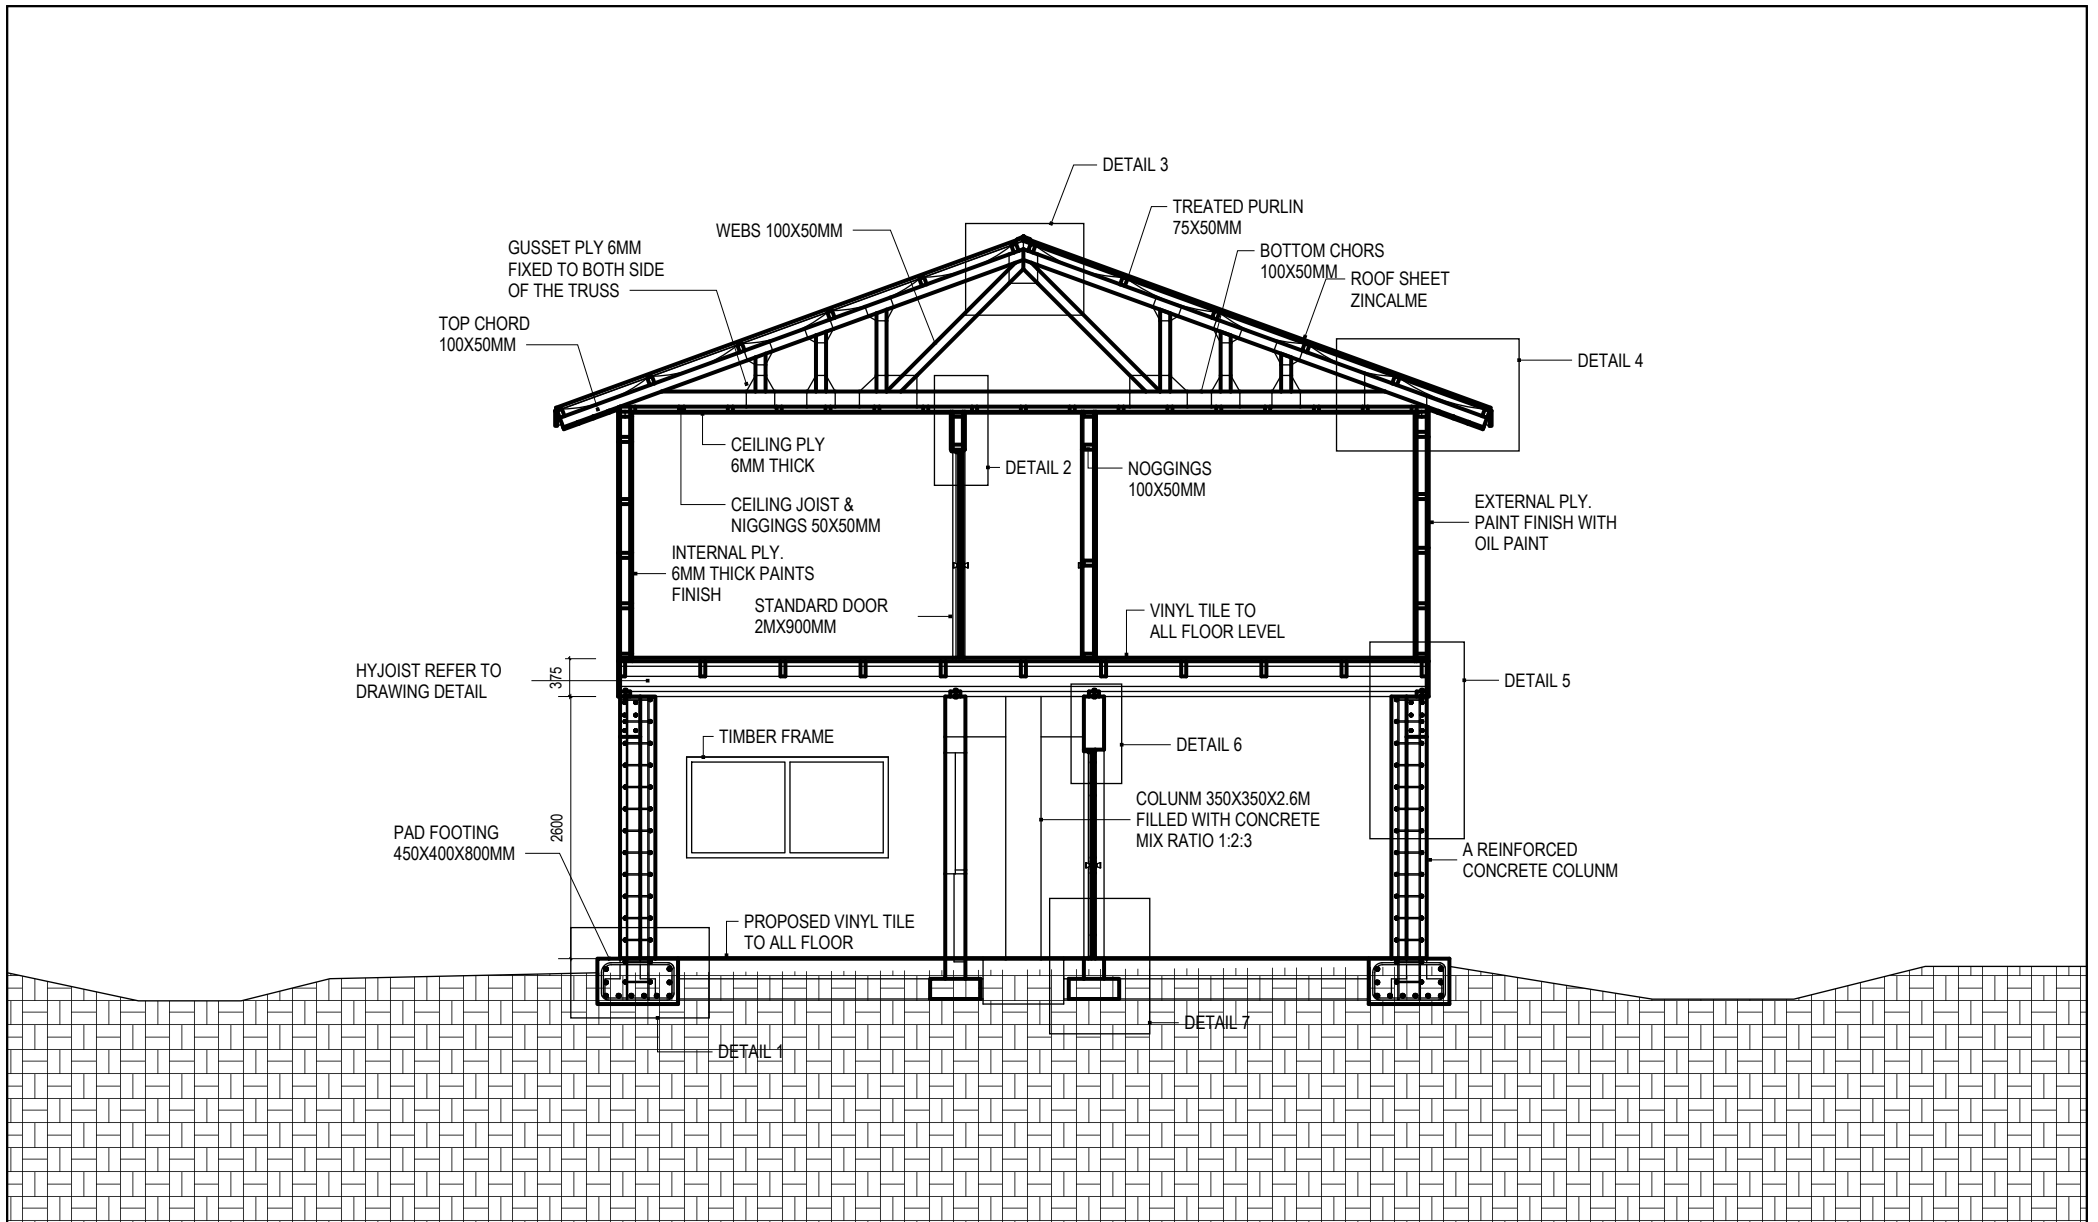 DETAIL 3
TREATED PURLIN
75X50MM
WEBS 100X50MM
GUSSET PLY 6MM
FIXED TO BOTH SIDE
OF THE TRUSS
BOTTOM CHORS
100X50MM
ROOF SHEET
ZINCALME
TOP CHORD
100X50MM
DETAIL 4
CEILING PLY
6MM THICK
DETAIL 2
NOGGINGS
100X50MM
CEILING JOIST &
NIGGINGS 50X50MM
EXTERNAL PLY.
PAINT FINISH WITH
OIL PAINT
INTERNAL PLY.
6MM THICK PAINTS
FINISH
STANDARD DOOR
2MX900MM
VINYL TILE TO
ALL FLOOR LEVEL
HYJOIST REFER TO
DRAWING DETAIL
375
DETAIL 5
TIMBER FRAME
DETAIL 6
COLUNM 350X350X2.6M
FILLED WITH CONCRETE
MIX RATIO 1:2:3
2600
PAD FOOTING
450X400X800MM
A REINFORCED
CONCRETE COLUNM
PROPOSED VINYL TILE
TO ALL FLOOR
DETAIL 7
DETAIL 1